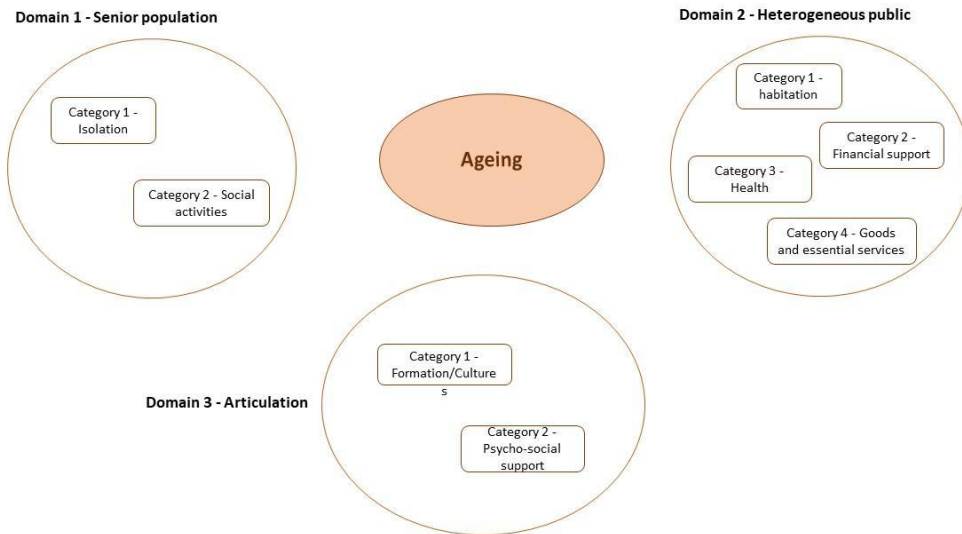 Domain 1 - Senior population
Category 1 -
Isolation
Category 2 - Social
activities
Ageing
Domain 2 - Heterogeneous public
Category 1 -
habitation
Category 2 -
Financial support
Category 3 -
Health
Category 4 - Goods
and essential services
Domain 3 - Articulation
Category 1 -
Formation/Culture
s
Category 2 -
Psycho-social
support